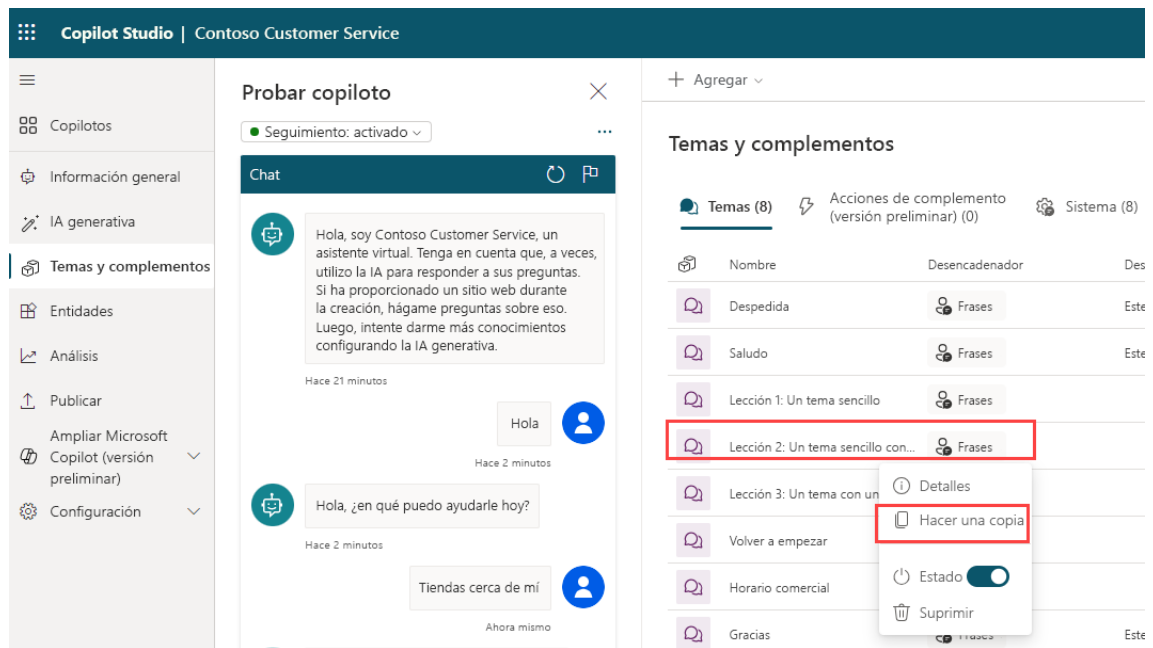 Copilot Studio | Contoso Customer Service
Copilotos
Información general
IA generativa
Temas y complementos
Entidades
Análisis
Publicar
Ampliar Microsoft
Copilot (versión
preliminar)
Configuración
Probar copiloto
Seguimiento: activado
Chat
Hola, soy Contoso Customer Service, un
asistente virtual. Tenga en cuenta que, a veces,
utilizo la IA para responder a sus preguntas.
Si ha proporcionado un sitio web durante
la creación, hágame preguntas sobre eso.
Luego, intente darme más conocimientos
configurando la IA generativa.
Hace 21 minutos
Hola
Hace 2 minutos
Hola, ¿en qué puedo ayudarle hoy?
Hace 2 minutos
Tiendas cerca de mí
Ahora mismo
Agregar
Temas y complementos
Temas (8)
Acciones de complemento
(versión preliminar) (0)
Sistema (8)
Nombre Desencadenador Des
Despedida Frases Este
Saludo Frases Este
Lección 1: Un tema sencillo Frases
Lección 2: Un tema sencillo con... Frases
Lección 3: Un tema con un
Volver a empezar
Horario comercial
Gracias Frases Este
Detalles
Hacer una copia
Estado
Suprimir